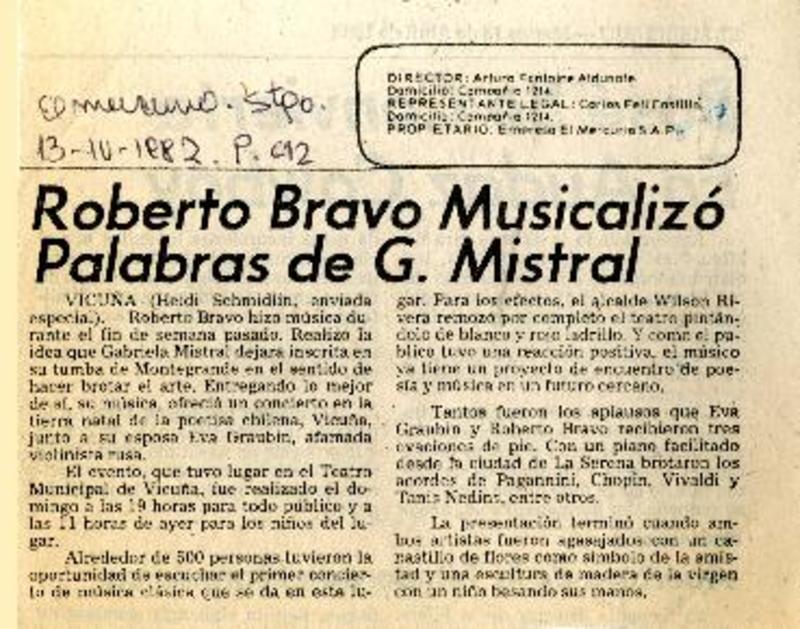 El Mercurio. Stpo.
13-IV-1982. P. C12
DIRECTOR: Arturo Fontaine Aldunate.
Domicilio: Compañía 1214.
REPRESENTANTE LEGAL: Carlos
Domicilio: Compañía 1214.
PROPIETARIO: Empresa El Mercurio S.A.P.
Roberto Bravo Musicalizó
Palabras de G. Mistral
VICUÑA (Heidi Schmidlin, enviada
especial).— Roberto Bravo hizo música du-
rante el fin de semana pasado. Realizó la
idea que Gabriela Mistral dejara inscrita en
su tumba de Montegrande en el sentido de
hacer brotar el arte. Entregando lo mejor
de sí, su música, ofreció un concierto en la
tierra natal de la poetisa chilena, Vicuña,
junto a su esposa Eva Graubin, afamada
violinista rusa.
El evento, que tuvo lugar en el Teatro
Municipal de Vicuña, fue realizado el do-
mingo a las 19 horas para todo público y a
las 11 horas de ayer para los niños del lu-
gar.
Alrededor de 500 personas tuvieron la
oportunidad de escuchar el primer concier-
to de música clásica que se da en este lu-
gar. Para los efectos, el alcalde Wilson Ri-
vera remozó por completo el teatro pintán-
dolo de blanco y rojo ladrillo. Y como el pú-
blico tuvo una reacción positiva, el músico
ya tiene un proyecto de encuentro de poe-
sía y música en un futuro cercano.
Tantos fueron los aplausos que Eva
Graubin y Roberto Bravo recibieron tres
ovaciones de pie. Con un piano facilitado
desde la ciudad de La Serena brotaron los
acordes de Pagannini, Chopin, Vivaldi y
Tanis Nedint, entre otros.
La presentación terminó cuando am-
bos artistas fueron agasajados con un ca-
nastillo de flores como símbolo de la amis-
tad y una escultura de madera de la virgen
con un niño besando sus manos.